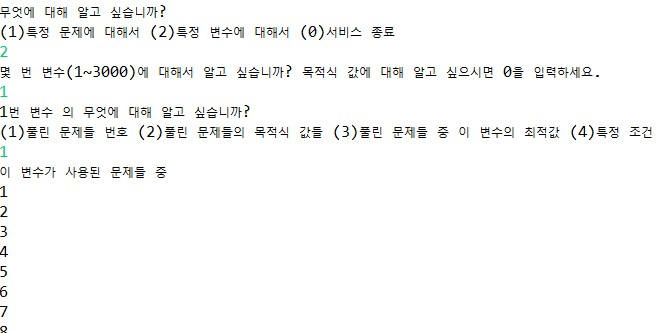 무엇에 대해 알고 싶습니까?
(1)특정 문제에 대해서 (2)특정 변수에 대해서 (0)서비스 종료
2
몇 번 변수(1~3000)에 대해서 알고 싶습니까? 목적식 값에 대해 알고 싶으시면 0을 입력하세요.
1
1번 변수 의 무엇에 대해 알고 싶습니까?
(1)풀린 문제들 번호 (2)풀린 문제들의 목적식 값들 (3)풀린 문제들 중 이 변수의 최적값 (4)특정 조건
1
이 변수가 사용된 문제들 중
1
2
3
4
5
6
7
8